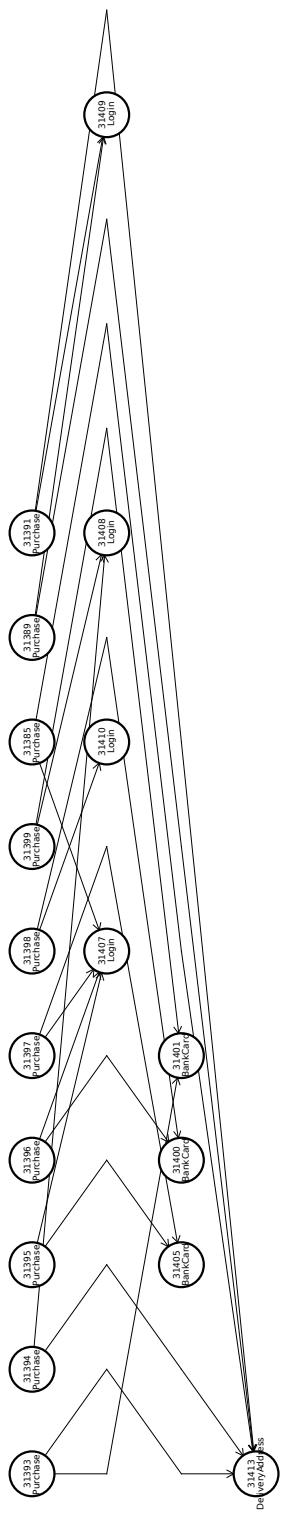 31409
Login
31391
Purchase
31408
Login
31389
Purchase
31385
Purchase
31410
Login
31399
Purchase
31398
Purchase
31407
Login
31397
Purchase
31401
BankCard
31396
Purchase
31400
BankCard
31395
Purchase
31405
BankCard
31394
Purchase
31393
Purchase
31413
DeliveryAddress